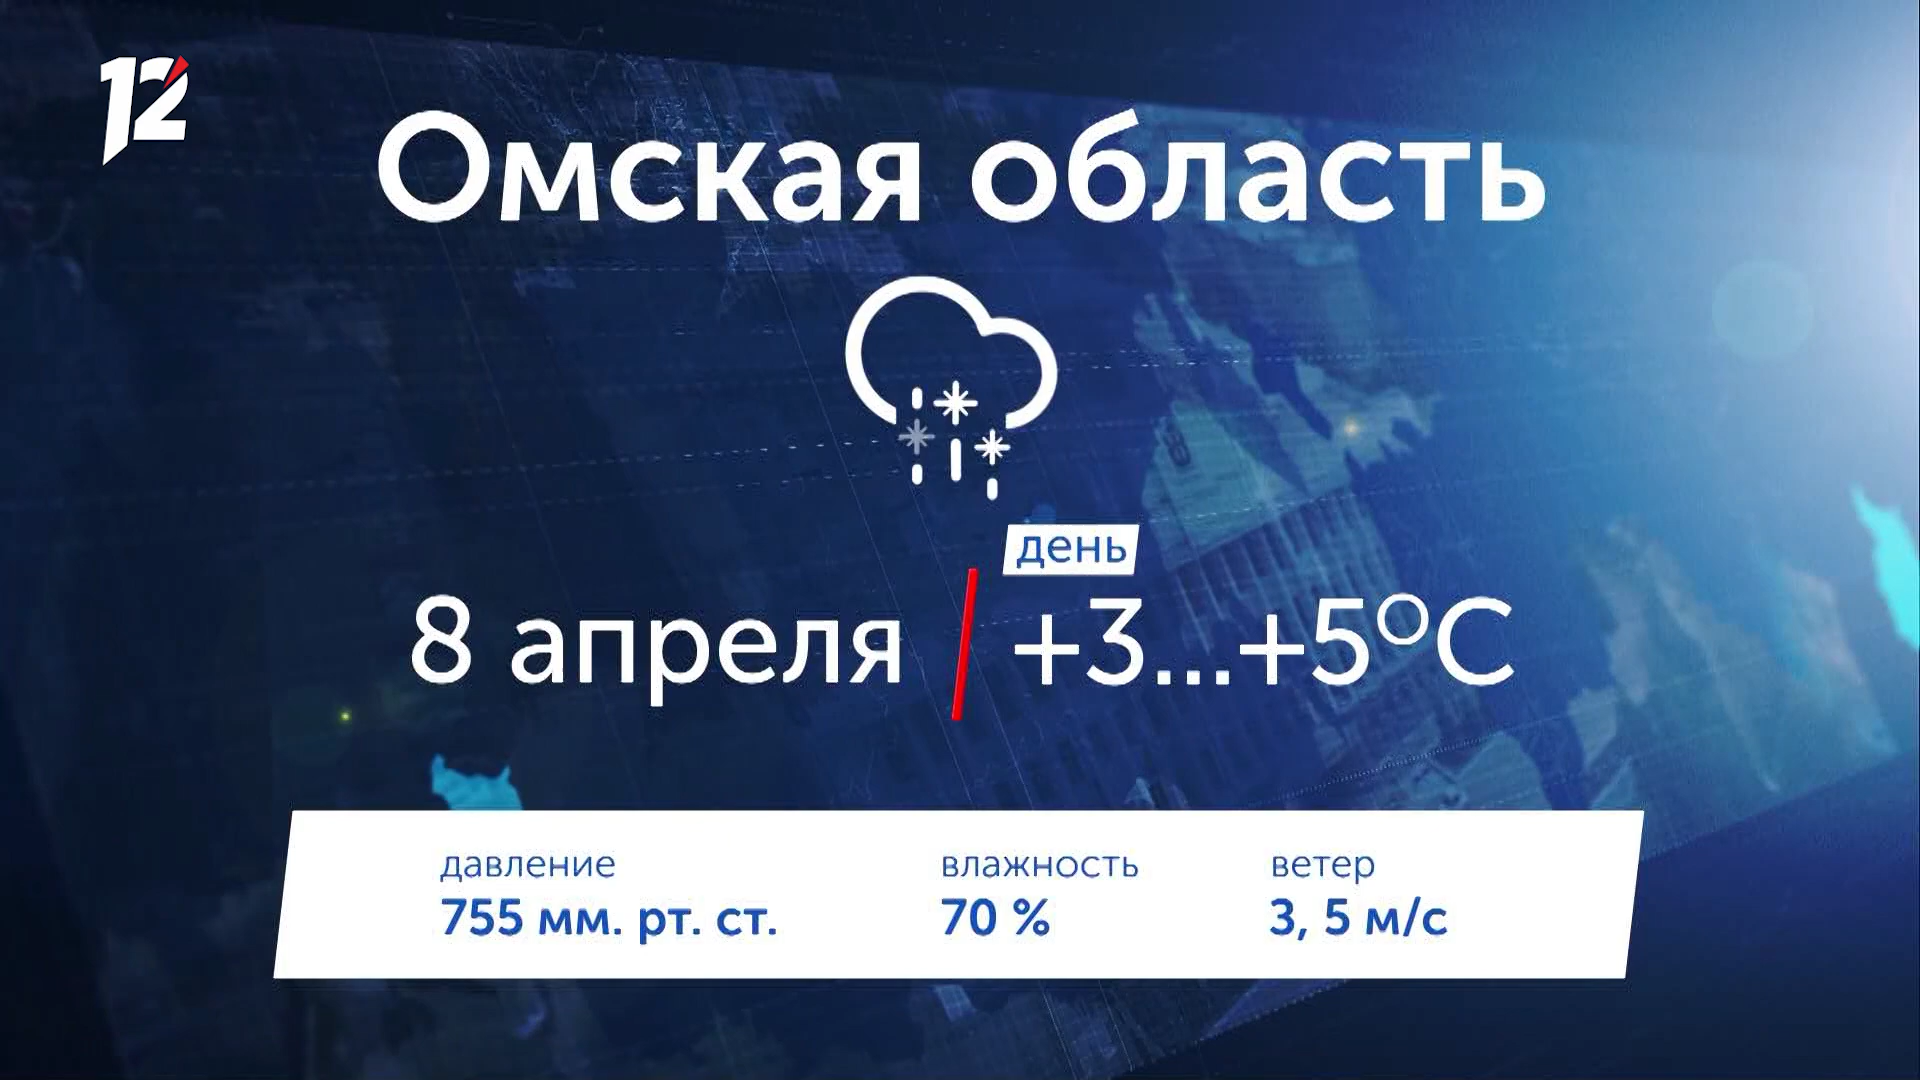 12
Омская область
день
8 апреля / +3...+5°C
давление влажность ветер
755 мм. рт. ст. 70 % 3, 5 м/с